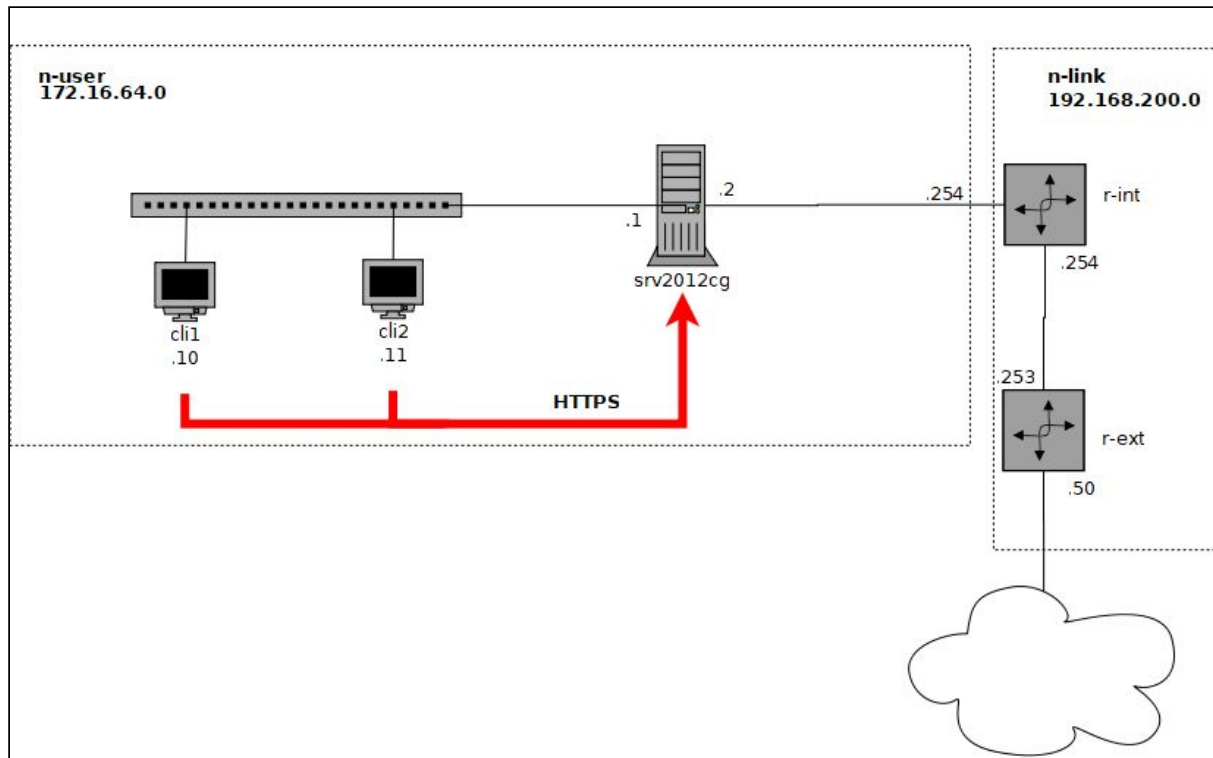 n-user
172.16.64.0
n-link
192.168.200.0
.2
.254
r-int
.1
.254
srv2012cg
cli1
.10
cli2
.11
HTTPS
.253
r-ext
.50